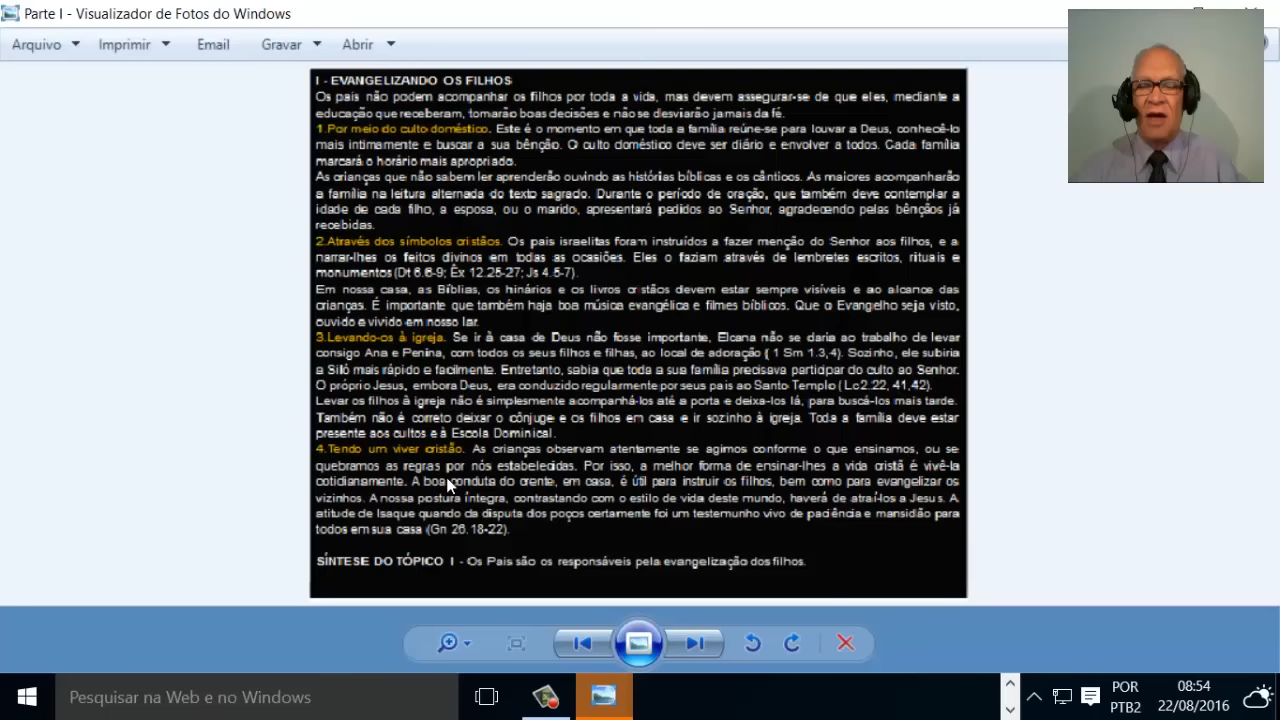 Parte I - Visualizador de Fotos do Windows
Arquivo Imprimir Email Gravar Abrir
I - EVANGELIZANDO OS FILHOS
Os pais não podem acompanhar os filhos por toda a vida, mas devem assegurar-se de que eles, mediante a
educação que receberam, tomarão boas decisões e não se desviarão jamais da fé.
1.Por meio do culto doméstico. Este é o momento em que toda a família reúne-se para louvar a Deus, conhecê-lo
mais intimamente e buscar a sua bênção. O culto doméstico deve ser diário e envolver a todos. Cada família
marcará o horário mais apropriado.
As crianças que não sabem ler aprenderão ouvindo as histórias bíblicas e os cânticos. As maiores acompanharão
a família na leitura alternada do texto sagrado. Durante o período de oração, que também deve contemplar a
idade de cada filho, a esposa, ou o marido, apresentará pedidos ao Senhor, agradecendo pelas bênçãos já
recebidas.
2.Através dos símbolos cristãos. Os pais israelitas foram instruídos a fazer menção do Senhor aos filhos, e a
narrar-lhes os feitos divinos em todas as ocasiões. Eles o faziam através de lembretes escritos, rituais e
monumentos (Dt 6.6-9; Êx 12.25-27; Js 4.5-7).
Em nossa casa, as Bíblias, os hinários e os livros cristãos devem estar sempre visíveis e ao alcance das
crianças. É importante que também haja boa música evangélica e filmes bíblicos. Que o Evangelho seja visto,
ouvido e vivido em nosso lar.
3.Levando-os à igreja. Se ir à casa de Deus não fosse importante, Elcana não se daria ao trabalho de levar
consigo Ana e Penina, com todos os seus filhos e filhas, ao local de adoração ( 1 Sm 1.3,4). Sozinho, ele subiria
a Siló mais rápido e facilmente. Entretanto, sabia que toda a sua família precisava participar do culto ao Senhor.
O próprio Jesus, embora Deus, era conduzido regularmente por seus pais ao Santo Templo ( Lc 2.22, 41,42).
Levar os filhos à igreja não é simplesmente acompanhá-los até a porta e deixa-los lá, para buscá-los mais tarde.
Também não é correto deixar o cônjuge e os filhos em casa e ir sozinho à igreja. Toda a família deve estar
presente aos cultos e à Escola Dominical.
4.Tendo um viver cristão. As crianças observam atentamente se agimos conforme o que ensinamos, ou se
quebramos as regras por nós estabelecidas. Por isso, a melhor forma de ensinar-lhes a vida cristã é vivê-la
cotidianamente. A boa conduta do crente, em casa, é útil para instruir os filhos, bem como para evangelizar os
vizinhos. A nossa postura íntegra, contrastando com o estilo de vida deste mundo, haverá de atraí-los a Jesus. A
atitude de Isaque quando da disputa dos poços certamente foi um testemunho vivo de paciência e mansidão para
todos em sua casa (Gn 26.18-22).
SÍNTESE DO TÓPICO I - Os Pais são os responsáveis pela evangelização dos filhos.
Pesquisar na Web e no Windows
POR
PTB2
08:54
22/08/2016